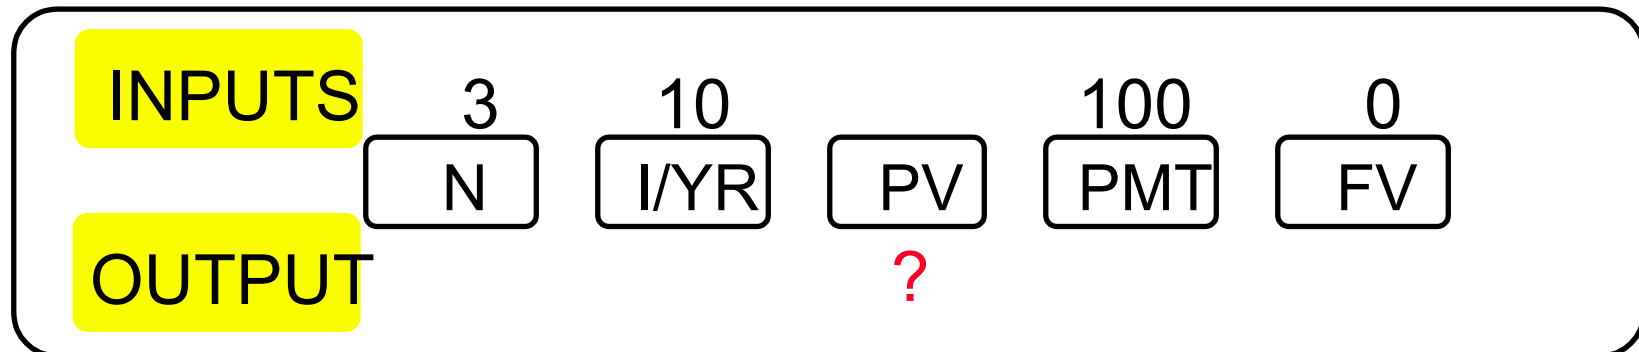 INPUTS 3 10 100 0
N I/YR PV PMT FV
OUTPUT ?